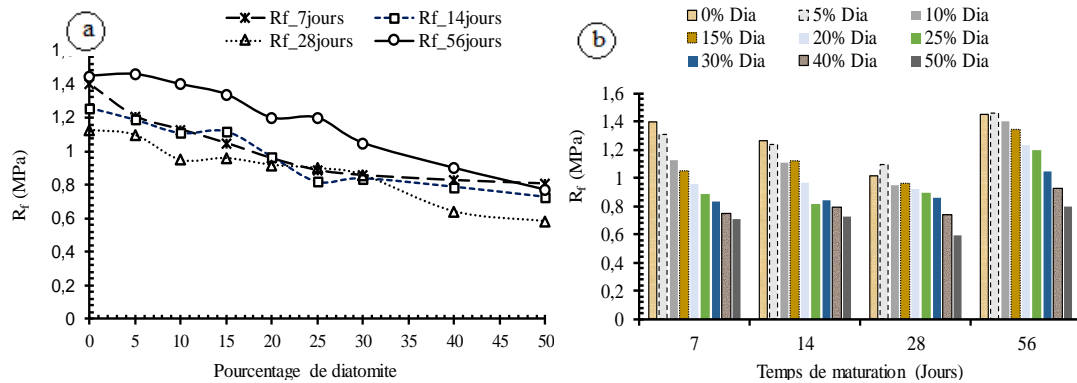 a
Rf_7jours Rf_14jours
Rf_28jours Rf_56jours
1,6
1,4
1,2
1
0,8
0,6
0,4
0,2
0
Rf (MPa)
0 5 10 15 20 25 30 35 40 45 50
Pourcentage de diatomite
b
0% Dia 5% Dia 10% Dia
15% Dia 20% Dia 25% Dia
30% Dia 40% Dia 50% Dia
1,6
1,4
1,2
1
0,8
0,6
0,4
0,2
0
Rf (MPa)
7 14 28 56
Temps de maturation (Jours)